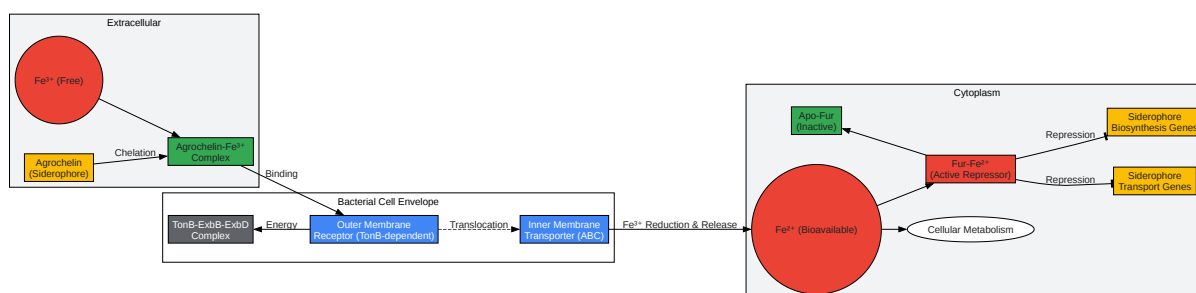 Extracellular
Fe³⁺ (Free)
Agrochelin
(Siderophore)
Chelation
Agrochelin-Fe³⁺
Complex
Binding
Bacterial Cell Envelope
TonB-ExbB-ExbD
Complex
Energy
Outer Membrane
Receptor (TonB-dependent)
Translocation
Inner Membrane
Transporter (ABC)
Fe³⁺ Reduction & Release
Cytoplasm
Apo-Fur
(Inactive)
Fe²⁺ (Bioavailable)
Fur-Fe²⁺
(Active Repressor)
Cellular Metabolism
Repression
Siderophore
Biosynthesis Genes
Repression
Siderophore
Transport Genes